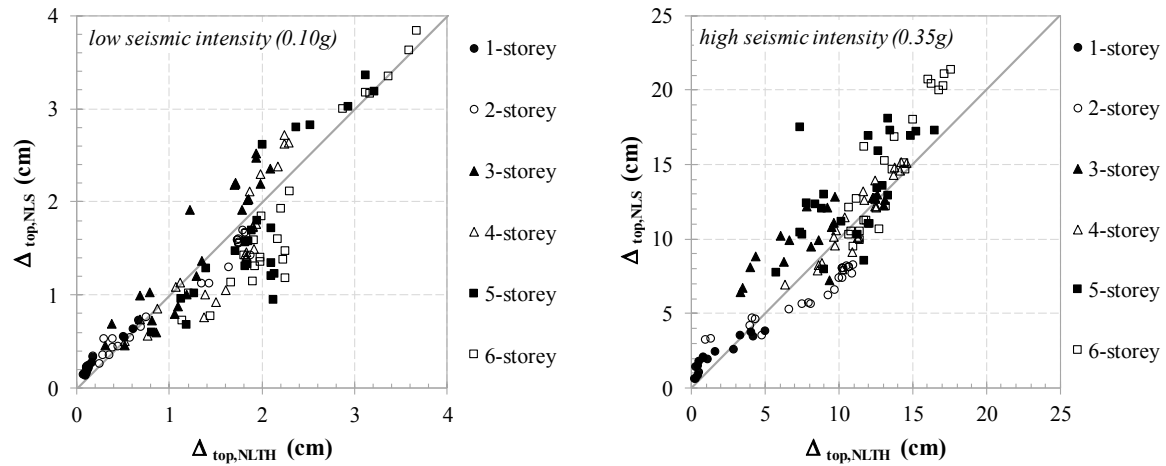 low seismic intensity (0.10g)
4
3
2
1
0
0 1 2 3 4
Δ top,NLS (cm)
Δ top,NLTH (cm)
1-storey
2-storey
3-storey
4-storey
5-storey
6-storey
high seismic intensity (0.35g)
25
20
15
10
5
0
0 5 10 15 20 25
Δ top,NLS (cm)
Δ top,NLTH (cm)
1-storey
2-storey
3-storey
4-storey
5-storey
6-storey